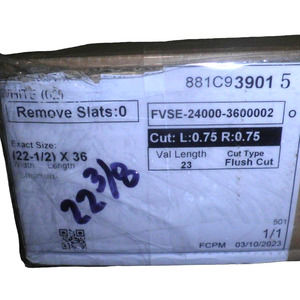 WHITE (02)
881C93901 5
Remove Slats:0
FVSE-24000-3600002
Exact Size:
(22-1/2) X 36
Width Length
Cut: L:0.75 R:0.75
Val Length Cut Type
23 Flush Cut
22 3/8
501
1/1
FCPM 03/10/2023